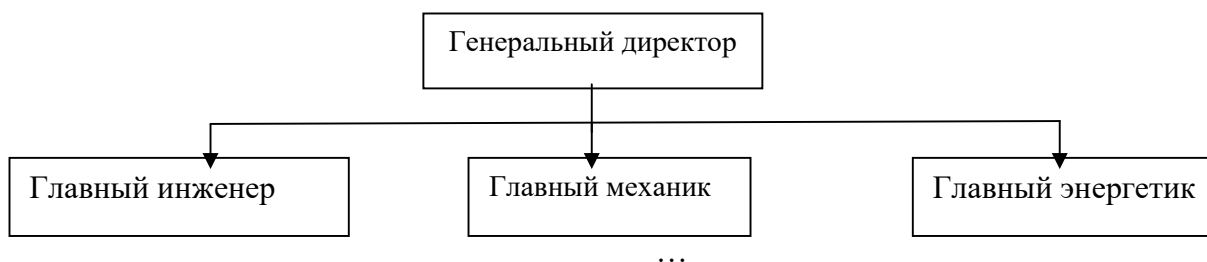 Генеральный директор
Главный инженер
Главный механик
Главный энергетик
…